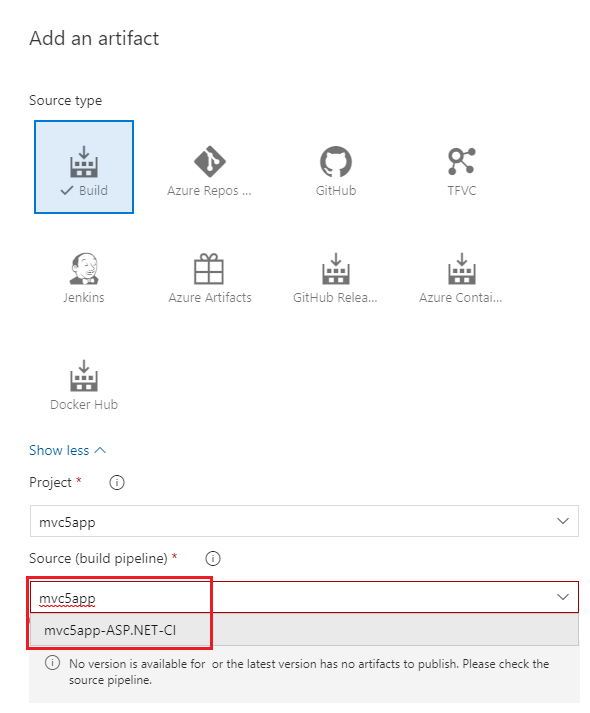 Add an artifact
Source type
Build
Azure Repos ...
GitHub
TFVC
Jenkins
Azure Artifacts
GitHub Relea...
Azure Contai...
Docker Hub
Show less
Project *
mvc5app
Source (build pipeline) *
mvc5app
mvc5app-ASP.NET-CI
No version is available for or the latest version has no artifacts to publish. Please check the
source pipeline.